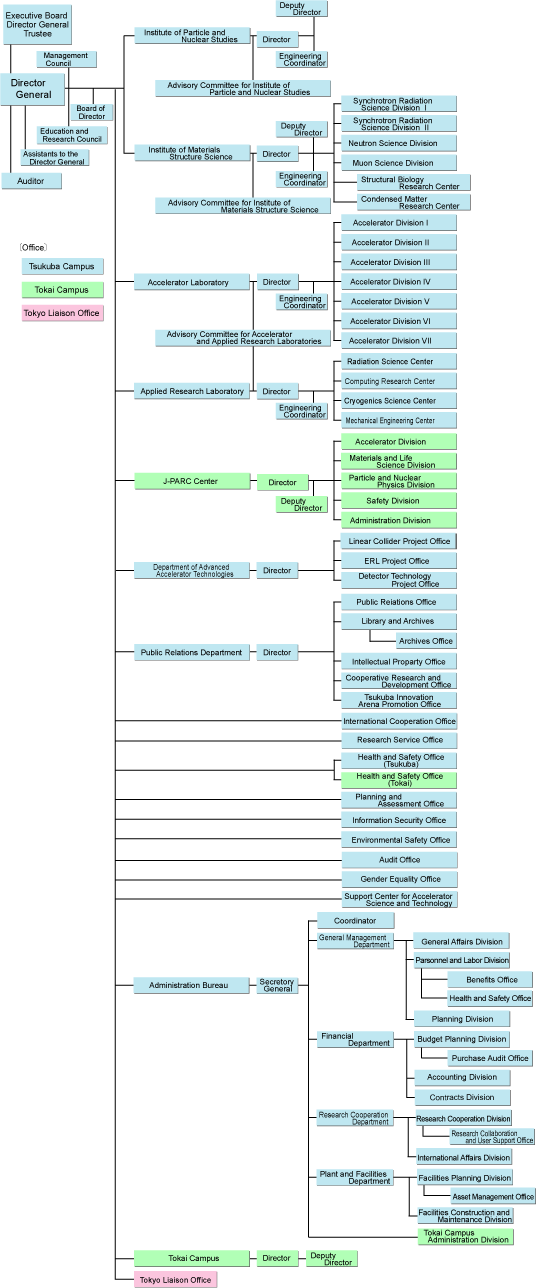 Executive Board
Director General
Trustee
Management
Council
Director
General
Board of
Director
Education and
Research Council
Assistants to the
Director General
Auditor
[Office]
Tsukuba Campus
Tokai Campus
Tokyo Liaison Office
Institute of Particle and
Nuclear Studies
Director
Deputy
Director
Engineering
Coordinator
Advisory Committee for Institute of
Particle and Nuclear Studies
Institute of Materials
Structure Science
Director
Deputy
Director
Engineering
Coordinator
Advisory Committee for Institute of
Materials Structure Science
Synchrotron Radiation
Science Division I
Synchrotron Radiation
Science Division II
Neutron Science Division
Muon Science Division
Structural Biology
Research Center
Condensed Matter
Research Center
Accelerator Laboratory
Director
Engineering
Coordinator
Accelerator Division I
Accelerator Division II
Accelerator Division III
Accelerator Division IV
Accelerator Division V
Accelerator Division VI
Accelerator Division VII
Advisory Committee for Accelerator
and Applied Research Laboratories
Applied Research Laboratory
Director
Engineering
Coordinator
Radiation Science Center
Computing Research Center
Cryogenics Science Center
Mechanical Engineering Center
J-PARC Center
Director
Deputy
Director
Accelerator Division
Materials and Life
Science Division
Particle and Nuclear
Physics Division
Safety Division
Administration Division
Department of Advanced
Accelerator Technologies
Director
Linear Collider Project Office
ERL Project Office
Detector Technology
Project Office
Public Relations Department
Director
Public Relations Office
Library and Archives
Archives Office
Intellectual Property Office
Cooperative Research and
Development Office
Tsukuba Innovation
Arena Promotion Office
International Cooperation Office
Research Service Office
Health and Safety Office
(Tsukuba)
Health and Safety Office
(Tokai)
Planning and
Assessment Office
Information Security Office
Environmental Safety Office
Audit Office
Gender Equality Office
Support Center for Accelerator
Science and Technology
Administration Bureau
Secretory
General
Coordinator
General Management
Department
General Affairs Division
Parsonnel and Labor Division
Benefits Office
Health and Safety Office
Planning Division
Financial
Department
Budget Planning Division
Purchase Audit Office
Accounting Division
Contracts Division
Research Cooperation
Department
Research Cooperation Division
Research Collaboration
and User Support Office
International Affairs Division
Plant and Facilities
Department
Facilities Planning Division
Asset Management Office
Facilities Construction and
Maintenance Division
Tokai Campus
Administration Division
Tokai Campus
Director
Deputy
Director
Tokyo Liaison Office